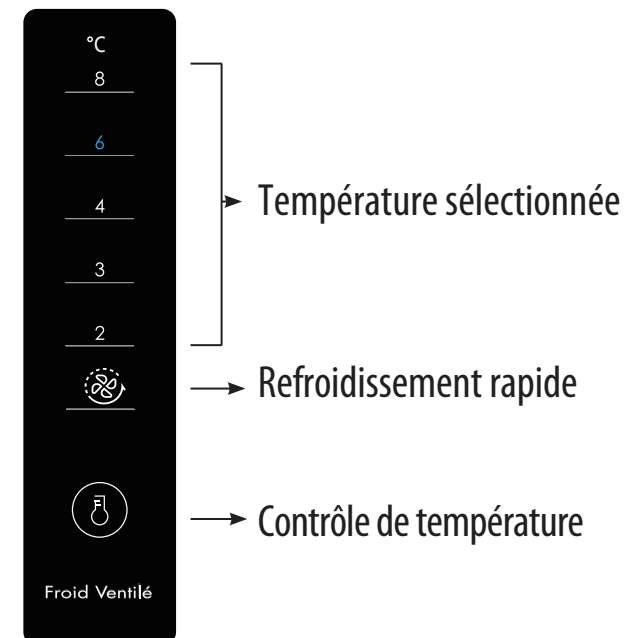 °C
8
6
4
3
2
Température sélectionnée
Refroidissement rapide
Contrôle de température
Froid Ventilé